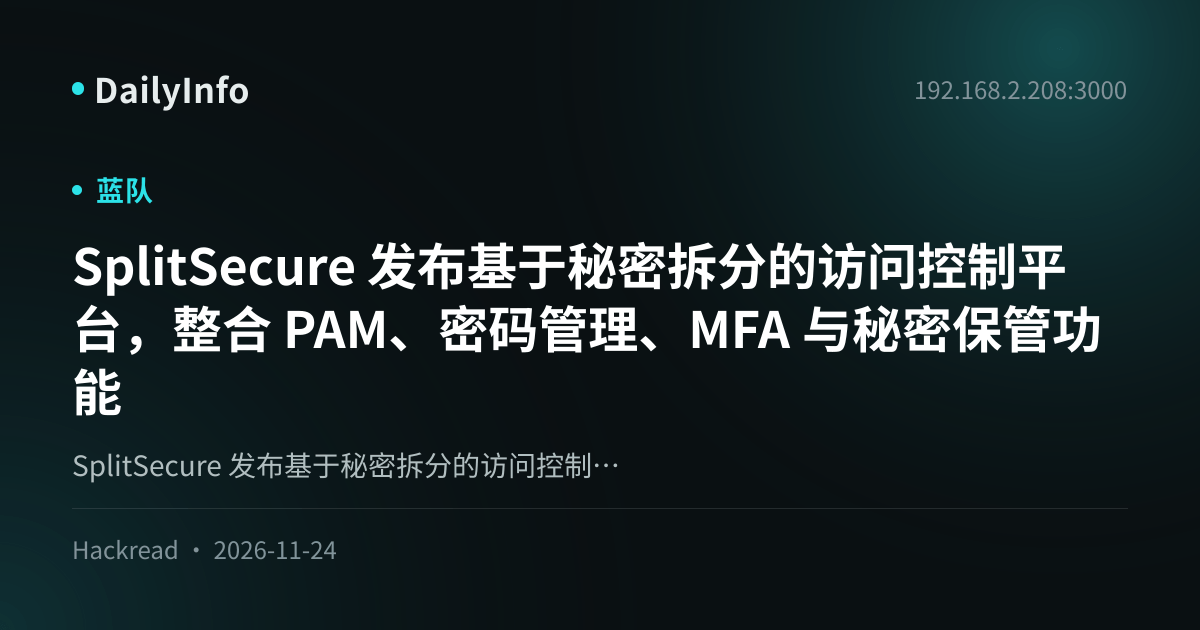 DailyInfo
192.168.2.208:3000
蓝队
SplitSecure 发布基于秘密拆分的访问控制平
台，整合 PAM、密码管理、MFA 与秘密保管功
能
SplitSecure 发布基于秘密拆分的访问控制…
Hackread • 2026-11-24